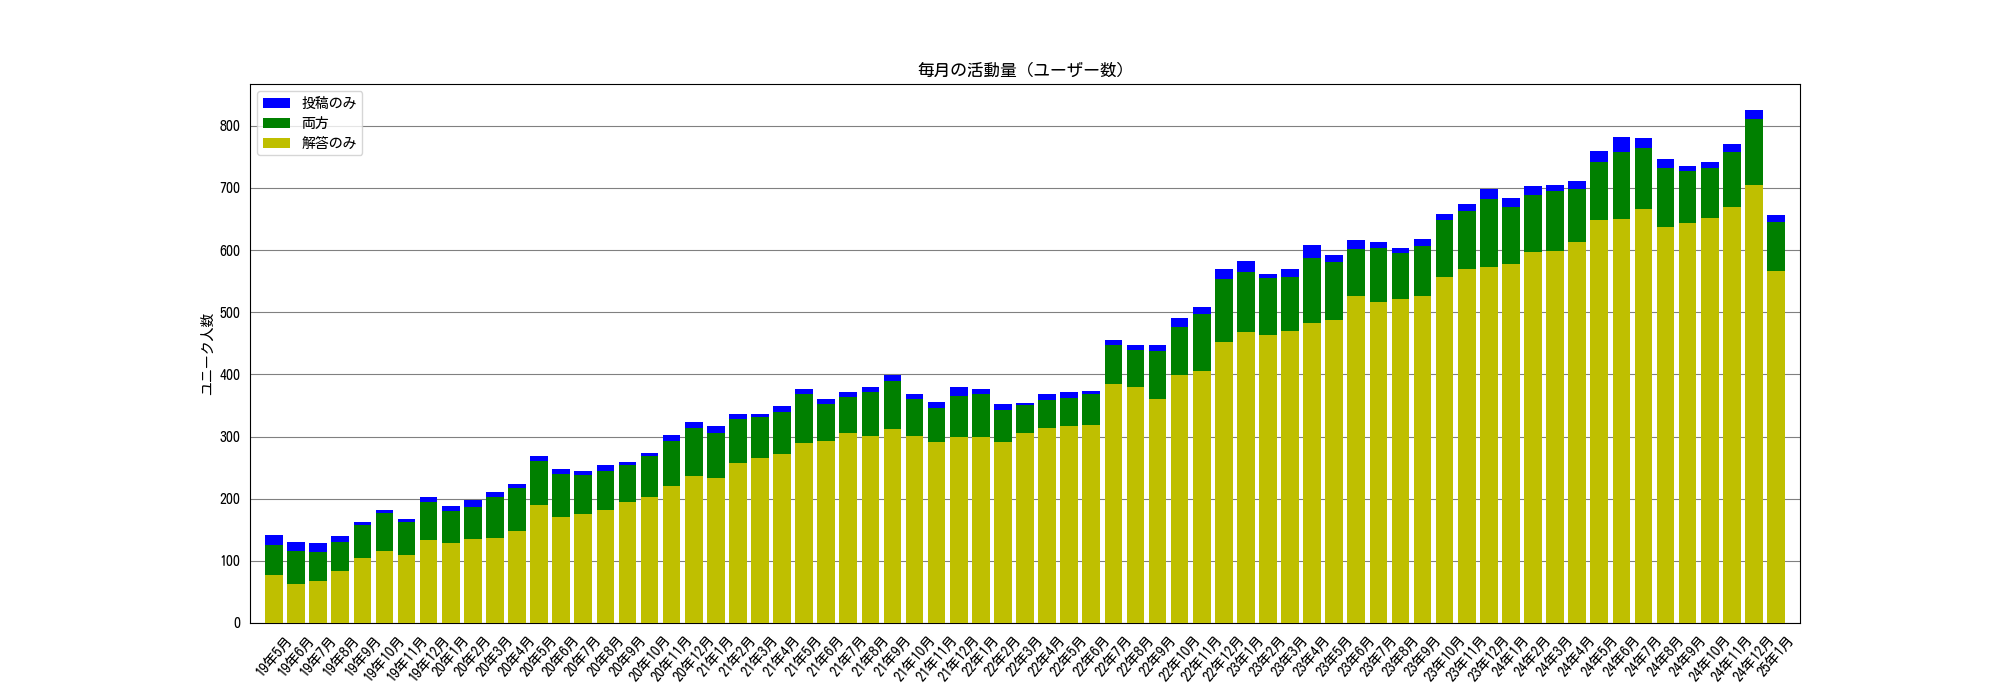 毎月の活動量（ユーザー数）
投稿のみ
両方
解答のみ
800
700
600
500
400
300
200
100
0
ユニーク人数
19年5月
19年6月
19年7月
19年8月
19年9月
19年10月
19年11月
19年12月
20年1月
20年2月
20年3月
20年4月
20年5月
20年6月
20年7月
20年8月
20年9月
20年10月
20年11月
20年12月
21年1月
21年2月
21年3月
21年4月
21年5月
21年6月
21年7月
21年8月
21年9月
21年10月
21年11月
21年12月
22年1月
22年2月
22年3月
22年4月
22年5月
22年6月
22年7月
22年8月
22年9月
22年10月
22年11月
22年12月
23年1月
23年2月
23年3月
23年4月
23年5月
23年6月
23年7月
23年8月
23年9月
23年10月
23年11月
23年12月
24年1月
24年2月
24年3月
24年4月
24年5月
24年6月
24年7月
24年8月
24年9月
24年10月
24年11月
24年12月
25年1月